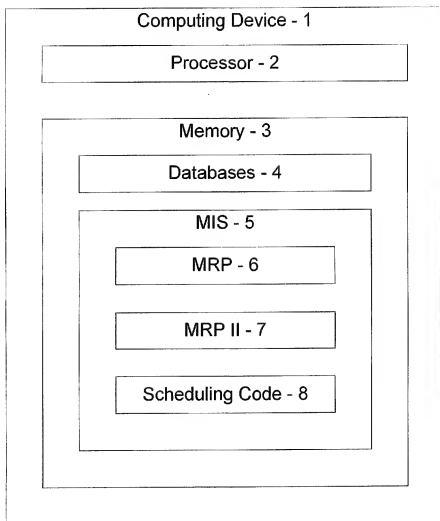 Computing Device - 1
Processor - 2
Memory - 3
Databases - 4
MIS - 5
MRP - 6
MRP II - 7
Scheduling Code - 8